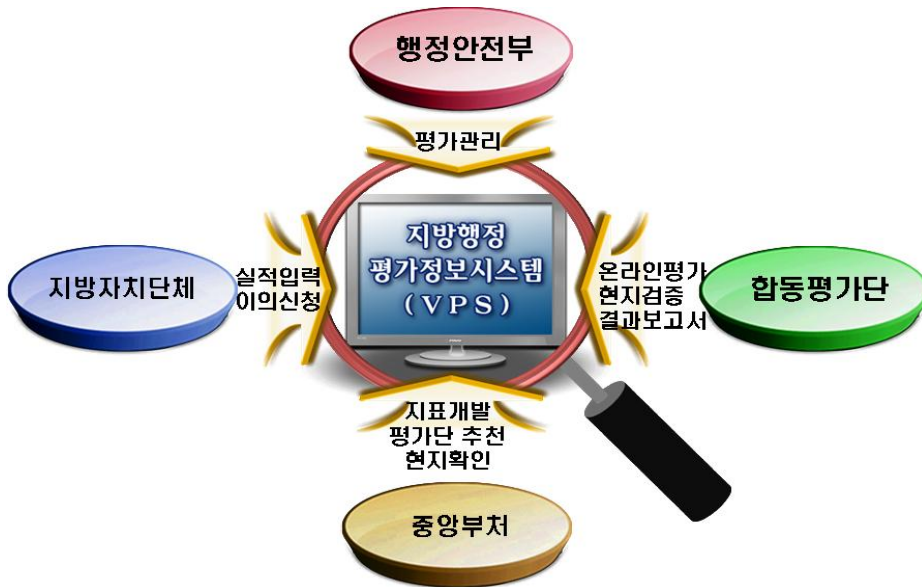 행정안전부
평가관리
지방자치단체
실적입력
이의신청
지방행정
평가정보시스템
(VPS)
온라인평가
현지검증
결과보고서
합동평가단
지표개발
평가단 추천
현지확인
중앙부처